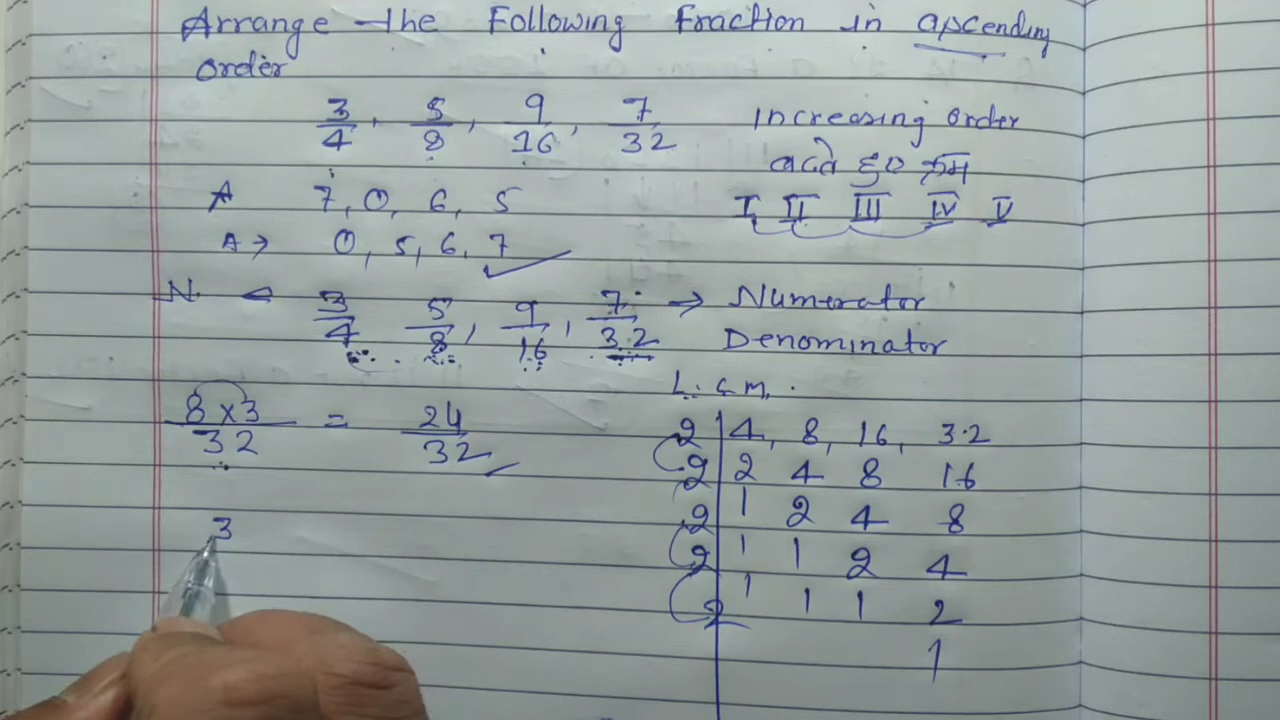 Arrange the Following Fraction in ascending
order
3/4, 5/8, 9/16, 7/32 Increasing order
बढते हुए क्रम
A 7, 0, 6, 5 I II III IV V
A → 0, 5, 6, 7 ✓
N. ← 3/4 5/8, 9/16, 7/32 → Numerator
Denominator
L.C.M.
8 x 3/32 = 24/32
2 | 4, 8, 16, 32
2 | 2 4 8 16
2 | 1 2 4 8
3
2 | 1 1 2 4
2 | 1 1 1 2
1